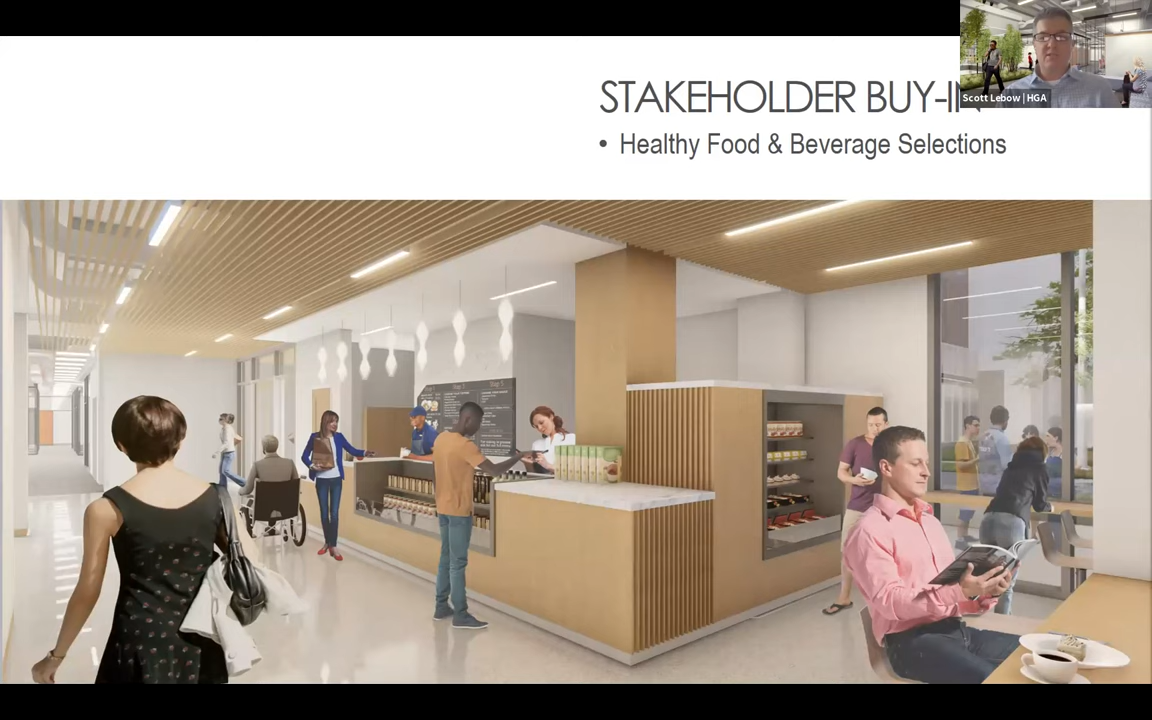 STAKEHOLDER BUY-IN
Scott Lebow | HGA
• Healthy Food & Beverage Selections